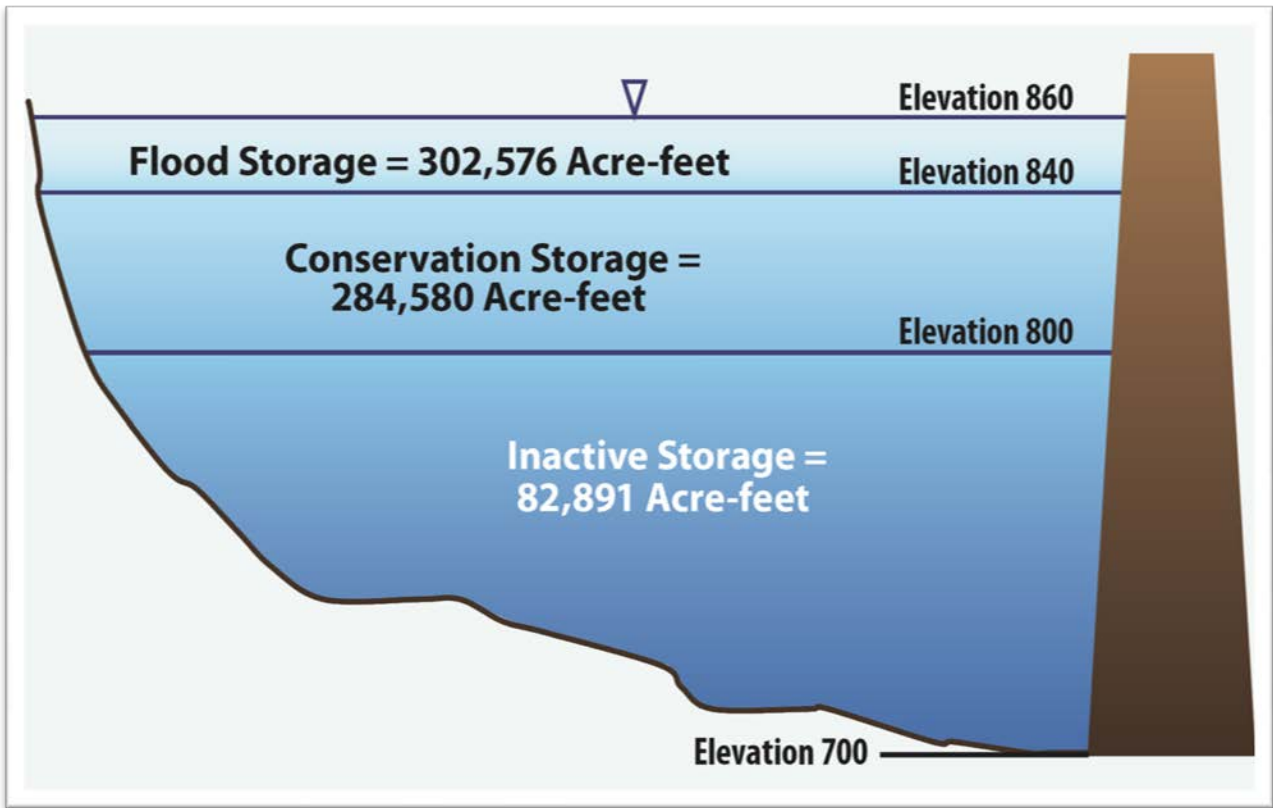 Elevation 860
Flood Storage = 302,576 Acre-feet
Elevation 840
Conservation Storage =
284,580 Acre-feet
Elevation 800
Inactive Storage =
82,891 Acre-feet
Elevation 700